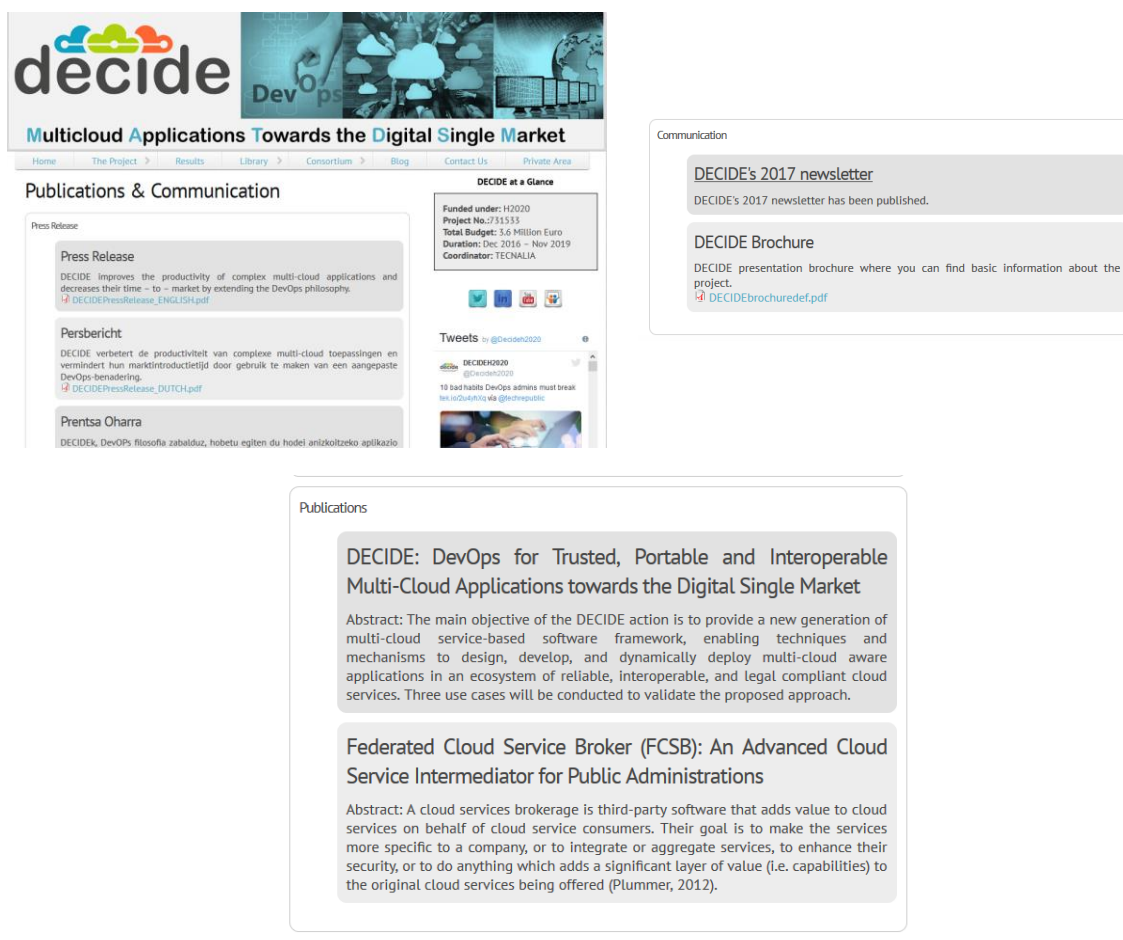 decide
DevOps
Multicloud Applications Towards the Digital Single Market
Home The Project Results Library Consortium Blog Contact Us Private Area
Publications & Communication
Press Release
Press Release
DECIDE improves the productivity of complex multi-cloud applications and
decreases their time – to – market by extending the DevOps philosophy.
DECIDEPressRelease_ENGLISH.pdf
Persbericht
DECIDE verbetert de productiviteit van complexe multi-cloud toepassingen en
vermindert hun marktintroductietijd door gebruik te maken van een aangepaste
DevOps-benadering.
DECIDEPressRelease_DUTCH.pdf
Prentsa Oharra
DECIDEk, DevOPs filosofia zabalduz, hobetu egiten du hodei anizkoitzeko aplikazio
DECIDE at a Glance
Funded under: H2020
Project No.:731533
Total Budget: 3.6 Million Euro
Duration: Dec 2016 – Nov 2019
Coordinator: TECNALIA
Tweets by @Decideh2020
DECIDEH2020
@Decideh2020
10 bad habits DevOps admins must break
tek.io/2u4yhXq via @techrepublic
Communication
DECIDE's 2017 newsletter
DECIDE's 2017 newsletter has been published.
DECIDE Brochure
DECIDE presentation brochure where you can find basic information about the
project.
DECIDEbrochuredef.pdf
Publications
DECIDE: DevOps for Trusted, Portable and Interoperable
Multi-Cloud Applications towards the Digital Single Market
Abstract: The main objective of the DECIDE action is to provide a new generation of
multi-cloud service-based software framework, enabling techniques and
mechanisms to design, develop, and dynamically deploy multi-cloud aware
applications in an ecosystem of reliable, interoperable, and legal compliant cloud
services. Three use cases will be conducted to validate the proposed approach.
Federated Cloud Service Broker (FCSB): An Advanced Cloud
Service Intermediator for Public Administrations
Abstract: A cloud services brokerage is third-party software that adds value to cloud
services on behalf of cloud service consumers. Their goal is to make the services
more specific to a company, or to integrate or aggregate services, to enhance their
security, or to do anything which adds a significant layer of value (i.e. capabilities) to
the original cloud services being offered (Plummer, 2012).